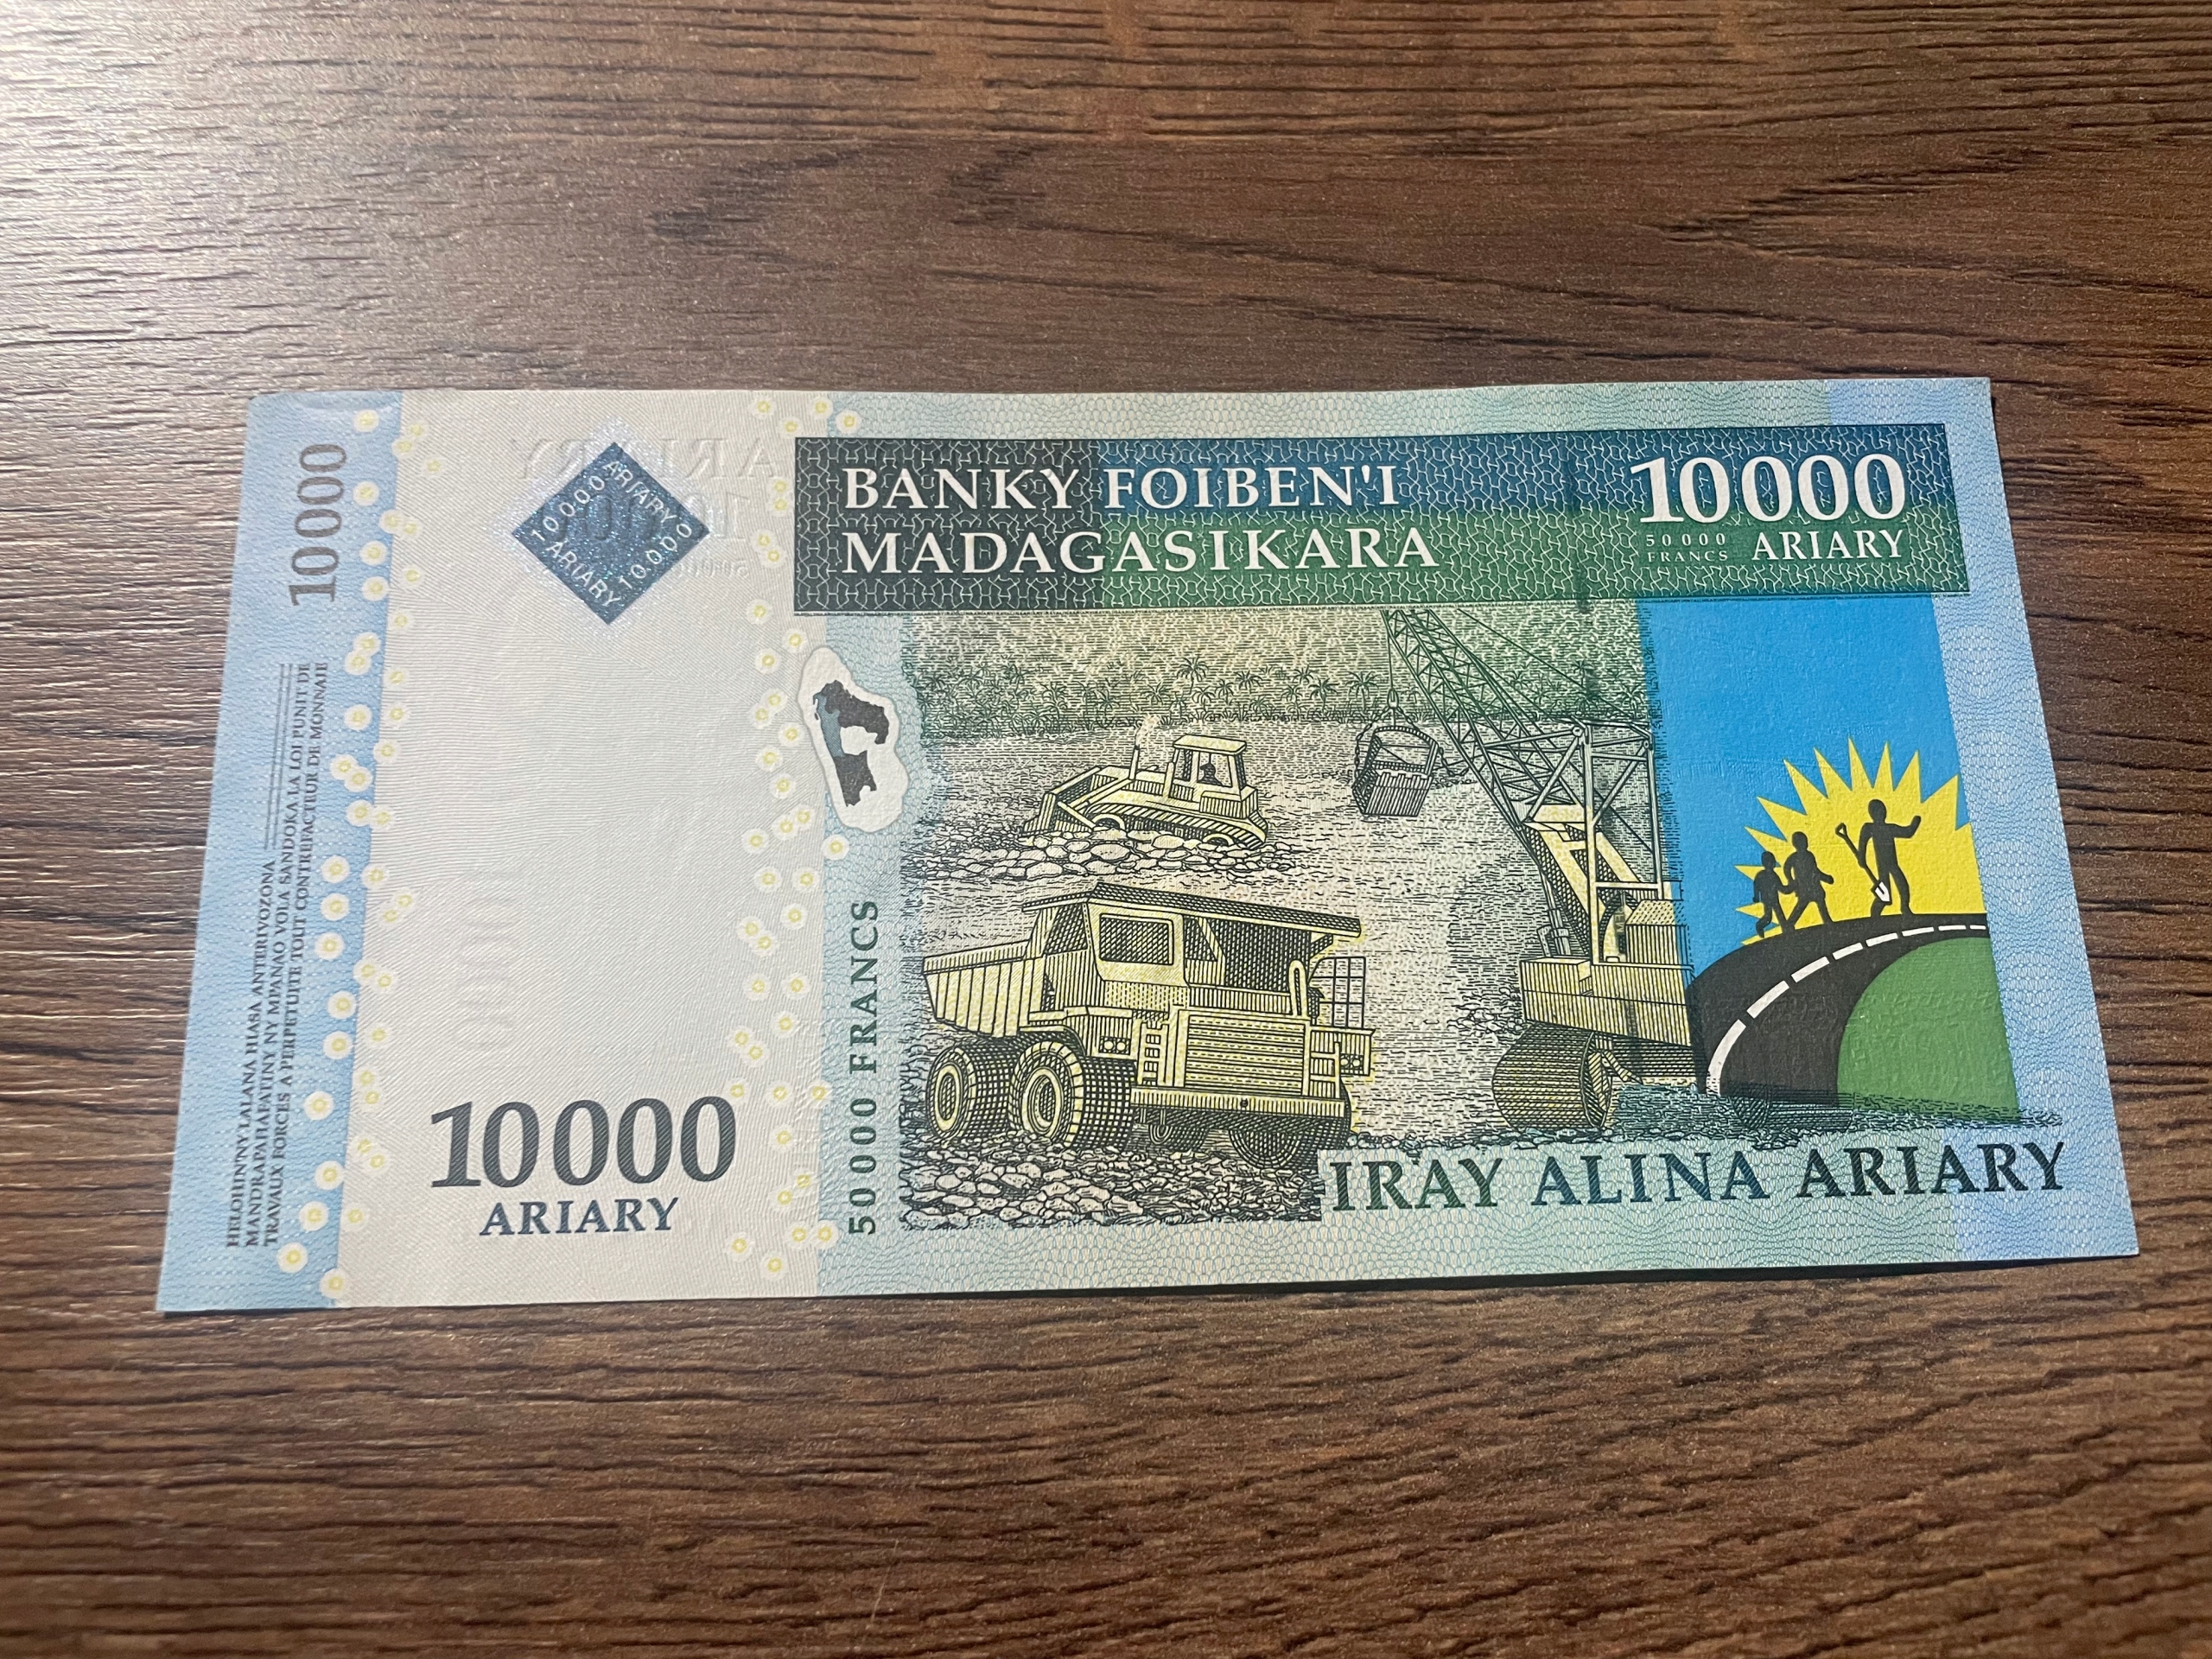 10000
HELOHIN'NY LALANA HIASA ANTERIVOZONA
MANDRAPAHAFATINY NY MPANAO VOLA SANDOKA LA LOI PUNIT DE
TRAVAUX FORCES A PERPETUITE TOUT CONTREFACTEUR DE MONNAIE
10000 ARIARY 10000
ARIARY
BANKY FOIBEN'I
MADAGASIKARA
10000
50000
FRANCS
ARIARY
50000 FRANCS
10000
ARIARY
IRAY ALINA ARIARY